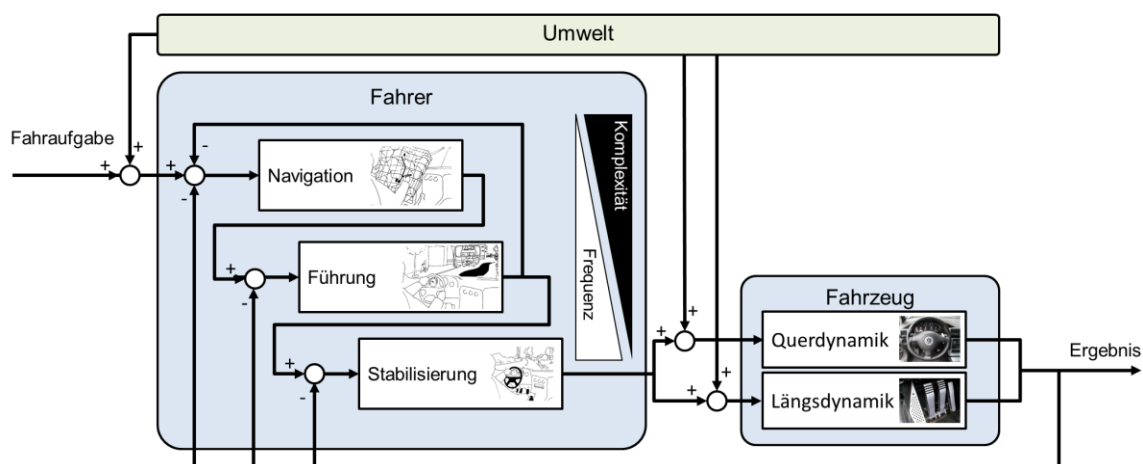 Umwelt
Fahrer
Fahraufgabe
+
+
+
-
-
Navigation
Komplexität
Frequenz
+
-
Führung
+
-
Stabilisierung
+
+
+
+
Fahrzeug
Querdynamik
Längsdynamik
Ergebnis